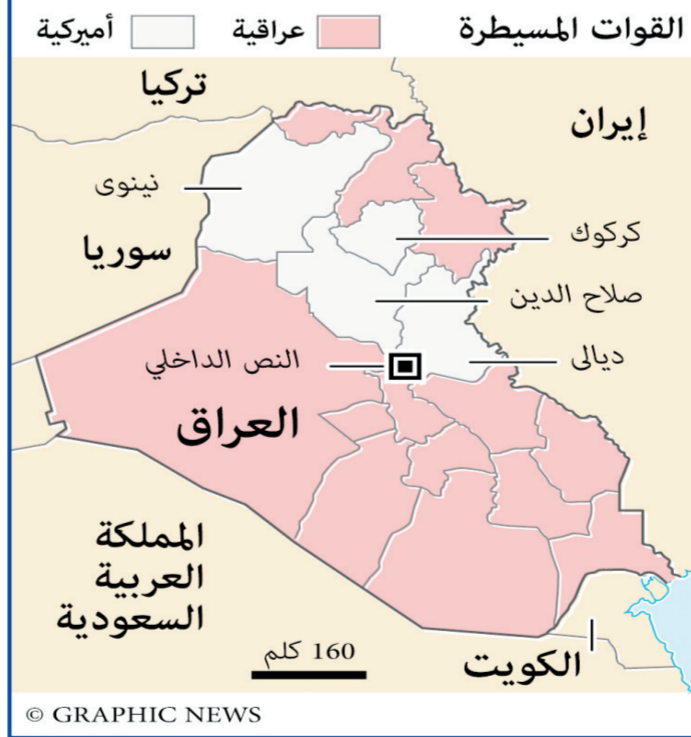 القوات المسيطرة
عراقية
أميركية
تركيا
إيران
نينوى
كركوك
سوريا
صلاح الدين
ديالى
النص الداخلي
العراق
المملكة
العربية
السعودية
160 كلم
الكويت
© GRAPHIC NEWS